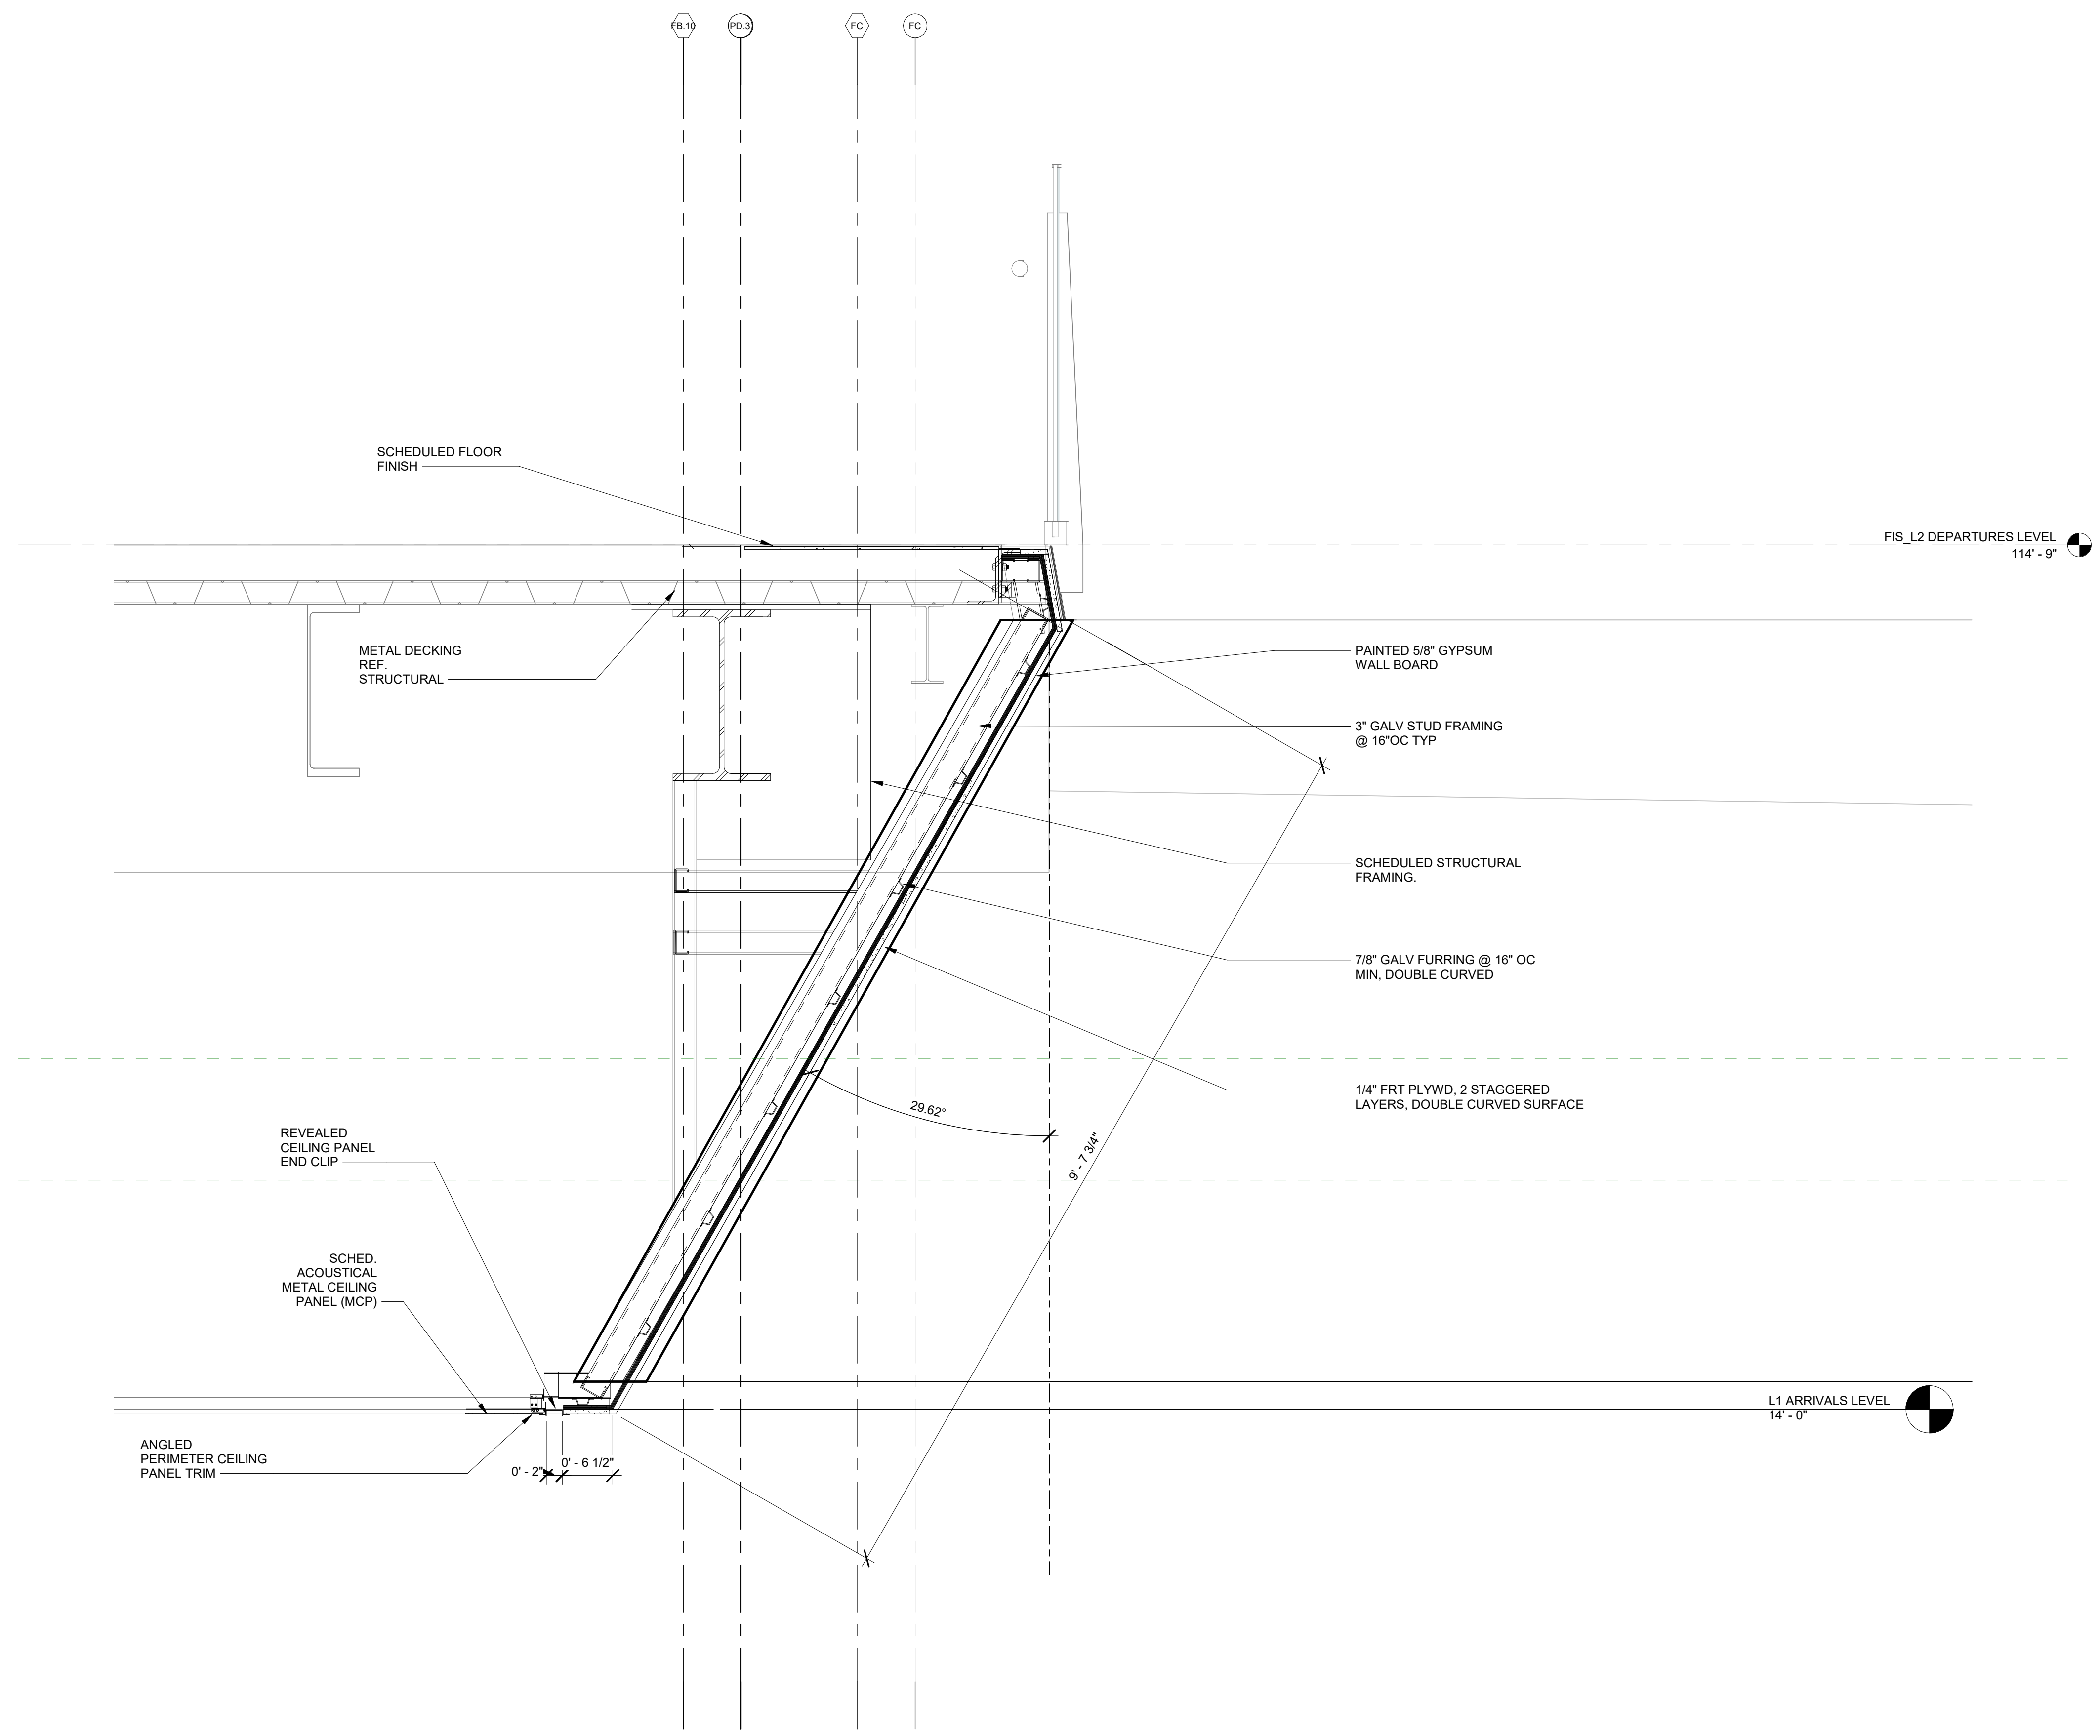 FB.10
PD.3
FC
FC
SCHEDULED FLOOR
FINISH
FIS_L2 DEPARTURES LEVEL
114' - 9"
METAL DECKING
REF.
STRUCTURAL
PAINTED 5/8" GYPSUM
WALL BOARD
3" GALV STUD FRAMING
@ 16"OC TYP
SCHEDULED STRUCTURAL
FRAMING.
7/8" GALV FURRING @ 16" OC
MIN, DOUBLE CURVED
1/4" FRT PLYWD, 2 STAGGERED
LAYERS, DOUBLE CURVED SURFACE
29.62°
9' - 7 3/4"
REVEALED
CEILING PANEL
END CLIP
SCHED.
ACOUSTICAL
METAL CEILING
PANEL (MCP)
L1 ARRIVALS LEVEL
14' - 0"
ANGLED
PERIMETER CEILING
PANEL TRIM
0' - 2"
0' - 6 1/2"